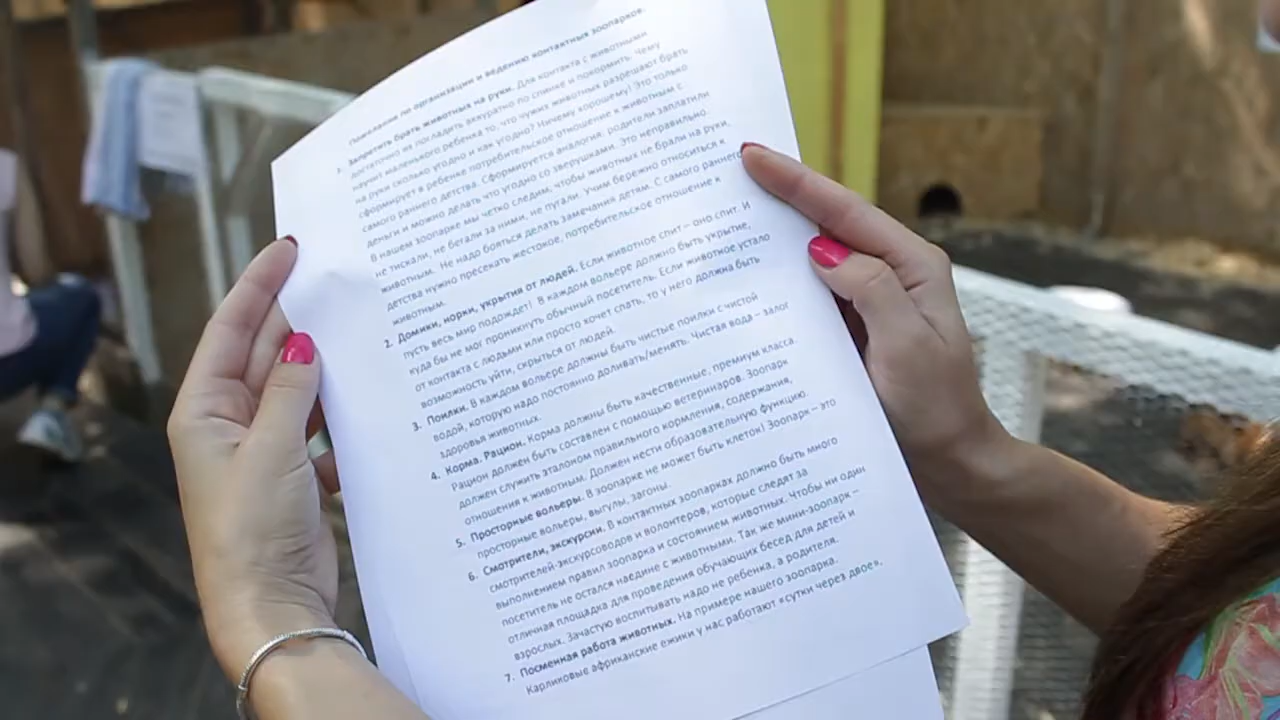 Пожелания по организации и ведению контактных зоопарков:
1. Запретить брать животных на руки. Для контакта с животными
достаточно их погладить аккуратно по спинке и покормить. Чему
научит маленького ребенка то, что чужих животных разрешают брать
на руки сколько угодно и как угодно? Ничему хорошему! Это только
сформирует в ребенке потребительское отношение к животным с
самого раннего детства. Сформируется аналогия: родители заплатили
деньги и можно делать что угодно со зверушками. Это неправильно.
В нашем зоопарке мы четко следим, чтобы животных не брали на руки,
не тискали, не бегали за ними, не пугали. Учим бережно относиться к
животным. Не надо бояться делать замечания детям. С самого раннего
детства нужно пресекать жестокое, потребительское отношение к
животным.
2. Домики, норки, укрытия от людей. Если животное спит – оно спит. И
пусть весь мир подождет! В каждом вольере должно быть укрытие,
куда бы не мог проникнуть обычный посетитель. Если животное устало
от контакта с людьми или просто хочет спать, то у него должна быть
возможность уйти, скрыться от людей.
3. Поилки. В каждом вольере должны быть чистые поилки с чистой
водой, которую надо постоянно доливать/менять. Чистая вода – залог
здоровья животных.
4. Корма. Рацион. Корма должны быть качественные, премиум класса.
Рацион должен быть составлен с помощью ветеринаров. Зоопарк
должен служить эталоном правильного кормления, содержания,
отношения к животным. Должен нести образовательную функцию.
5. Просторные вольеры. В зоопарке не может быть клеток! Зоопарк – это
просторные вольеры, выгулы, загоны.
6. Смотрители, экскурсии. В контактных зоопарках должно быть много
смотрителей-экскурсоводов и волонтеров, которые следят за
выполнением правил зоопарка и состоянием животных. Чтобы ни один
посетитель не остался наедине с животными. Так же мини-зоопарк –
отличная площадка для проведения обучающих бесед для детей и
взрослых. Зачастую воспитывать надо не ребенка, а родителя.
7. Посменная работа животных. На примере нашего зоопарка.
Карликовые африканские ежики у нас работают «сутки через двое».